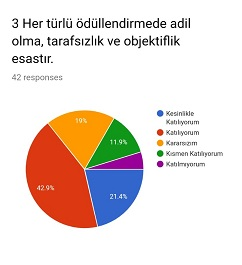 3 Her türlü ödüllendirmede adil
olma, tarafsızlık ve objektiflik
esastır.
42 responses
19%
11.9%
42.9%
21.4%
Kesinlikle
Katılıyorum
Katılıyorum
Kararsızım
Kısmen Katılıyorum
Katılmıyorum